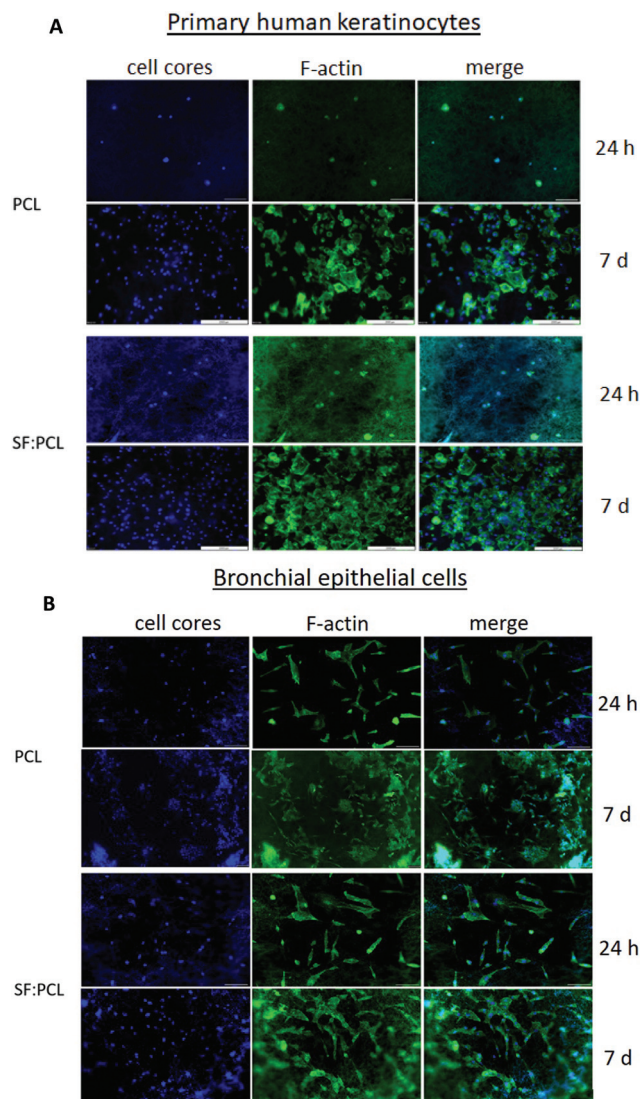 A Primary human keratinocytes
cell cores F-actin merge
24 h
PCL
7 d
24 h
SF:PCL
7 d
Bronchial epithelial cells
B
cell cores F-actin merge
24 h
PCL
7 d
24 h
SF:PCL
7 d